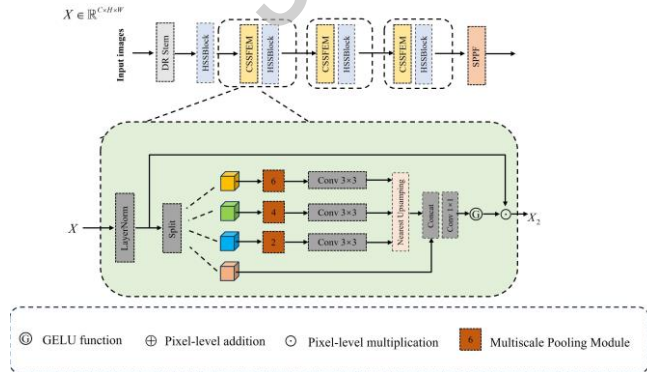 X ∈ ℝ^{C×H×W}
Input images
DR Stem
HSSBlock
CSSFEM
HSSBlock
CSSFEM
HSSBlock
CSSFEM
HSSBlock
SPPF
X
LayerNorm
Split
6
Conv 3×3
4
Conv 3×3
2
Conv 3×3
Nearest Upsamping
Concat
Conv 1×1
G
X₂
G GELU function
⊕ Pixel-level addition
⊙ Pixel-level multiplication
6 Multiscale Pooling Module